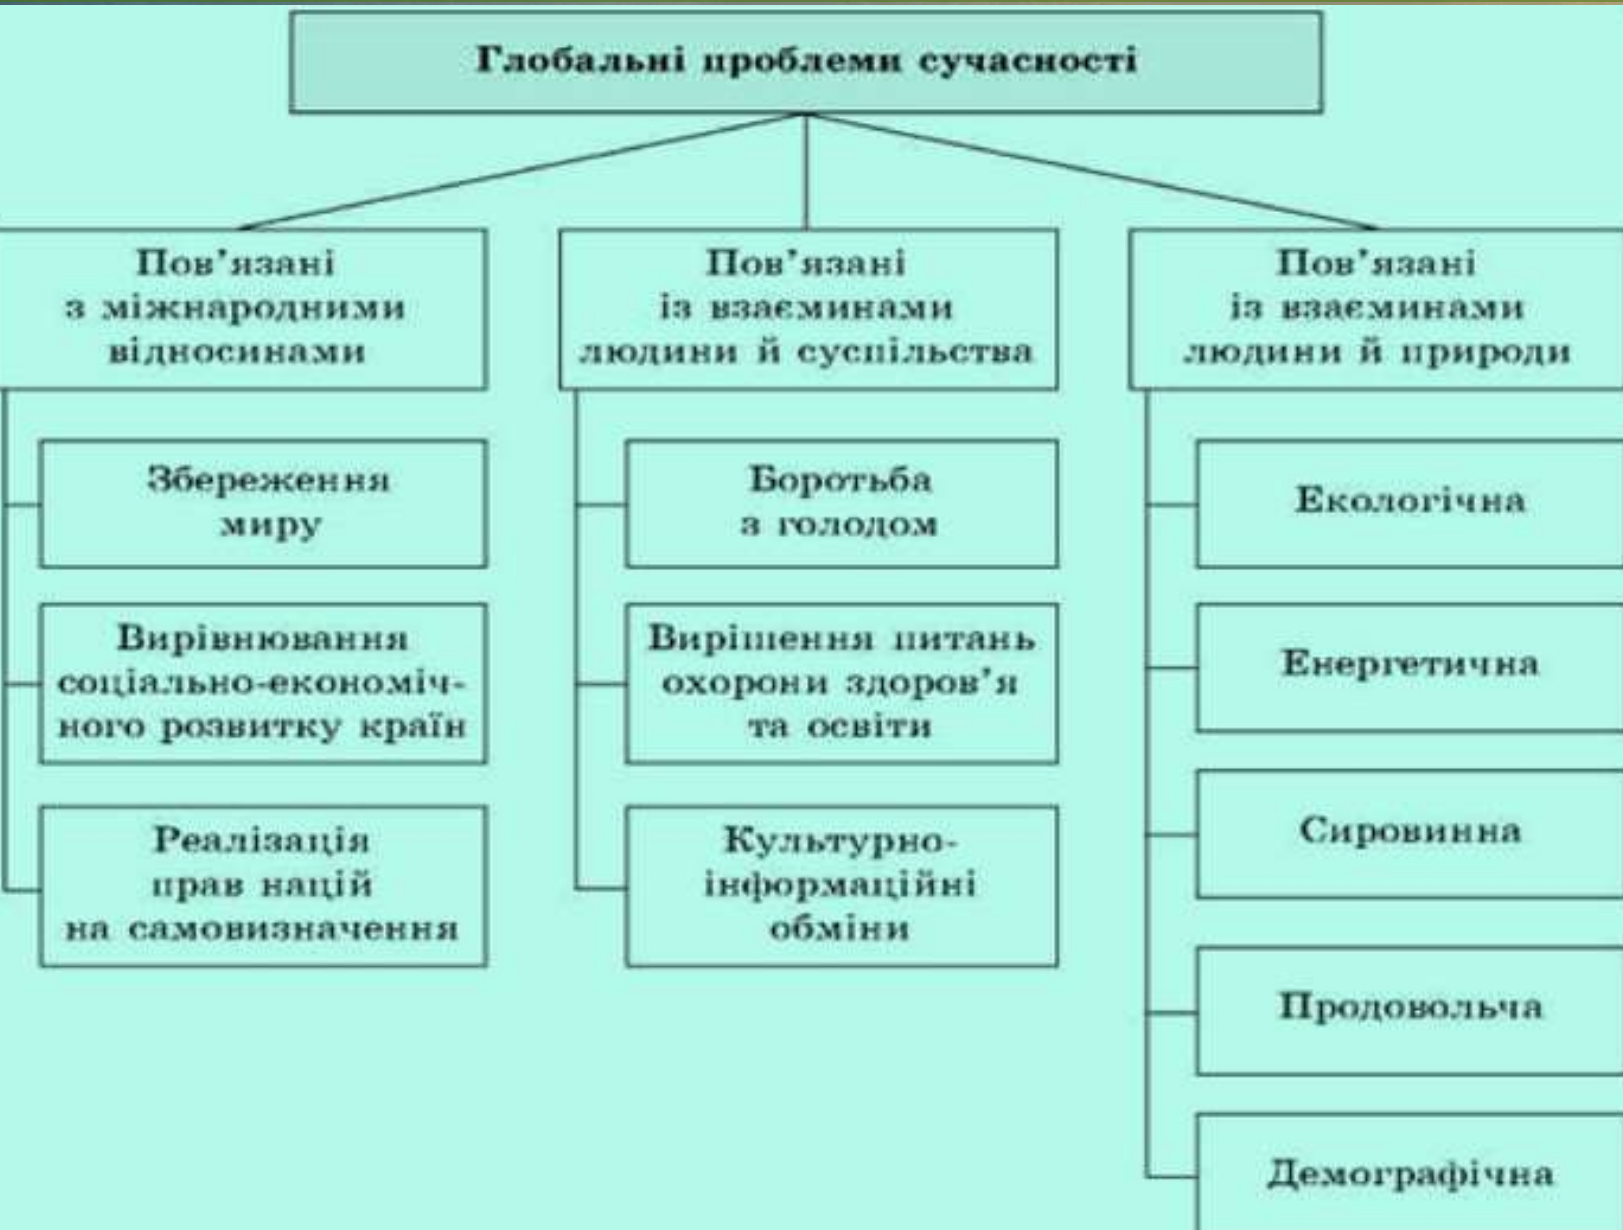 Глобальні проблеми сучасності
Пов’язані
з міжнародними
відносинами
Збереження
миру
Вирівнювання
соціально-економіч-
ного розвитку країн
Реалізація
прав націй
на самовизначення
Пов’язані
із взаєминами
людини й суспільства
Боротьба
з голодом
Вирішення питань
охорони здоров’я
та освіти
Культурно-
інформаційні
обміни
Пов’язані
із взаєминами
людини й природи
Екологічна
Енергетична
Сировинна
Продовольча
Демографічна